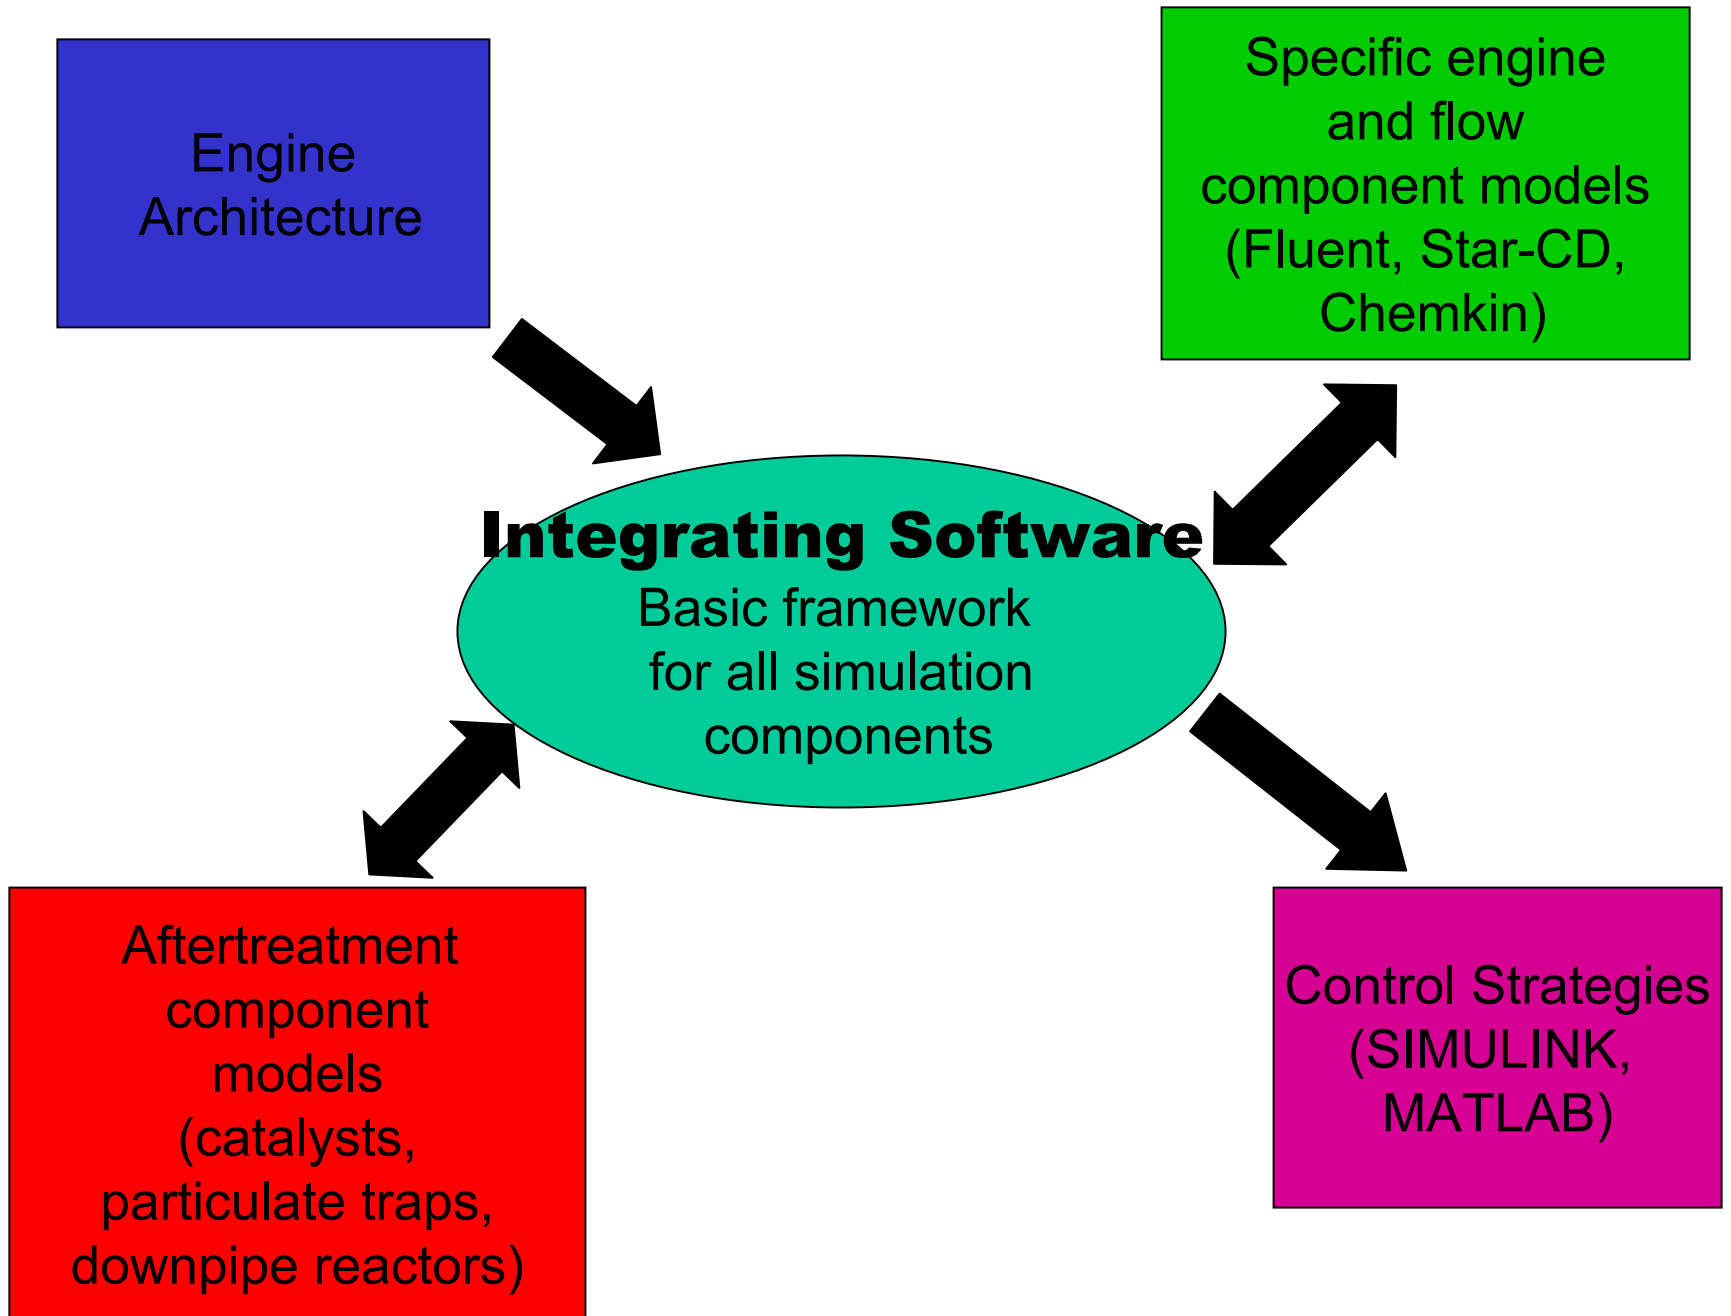 Engine
Architecture
Specific engine
and flow
component models
(Fluent, Star-CD,
Chemkin)
Integrating Software
Basic framework
for all simulation
components
Aftertreatment
component
models
(catalysts,
particulate traps,
downpipe reactors)
Control Strategies
(SIMULINK,
MATLAB)